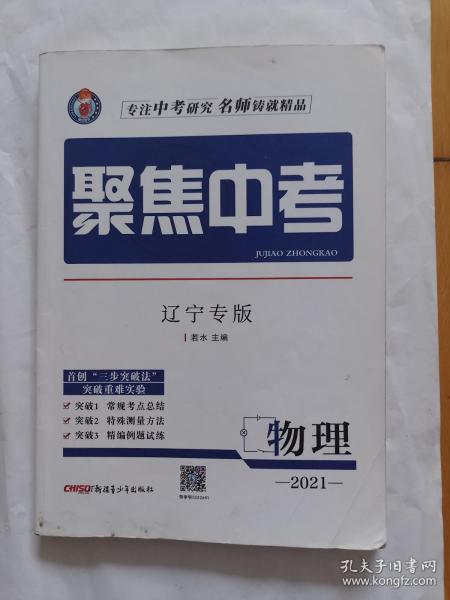 专注中考研究 名师铸就精品
聚焦中考
JUJIAO ZHONGKAO
辽宁专版
若水 主编
首创“三步突破法”
突破重难实验
突破1 常规考点总结
突破2 特殊测量方法
突破3 精编例题试练
物理
—2021—
CHISO 新疆青少年出版社
孔夫子旧书网
www.kongfz.com